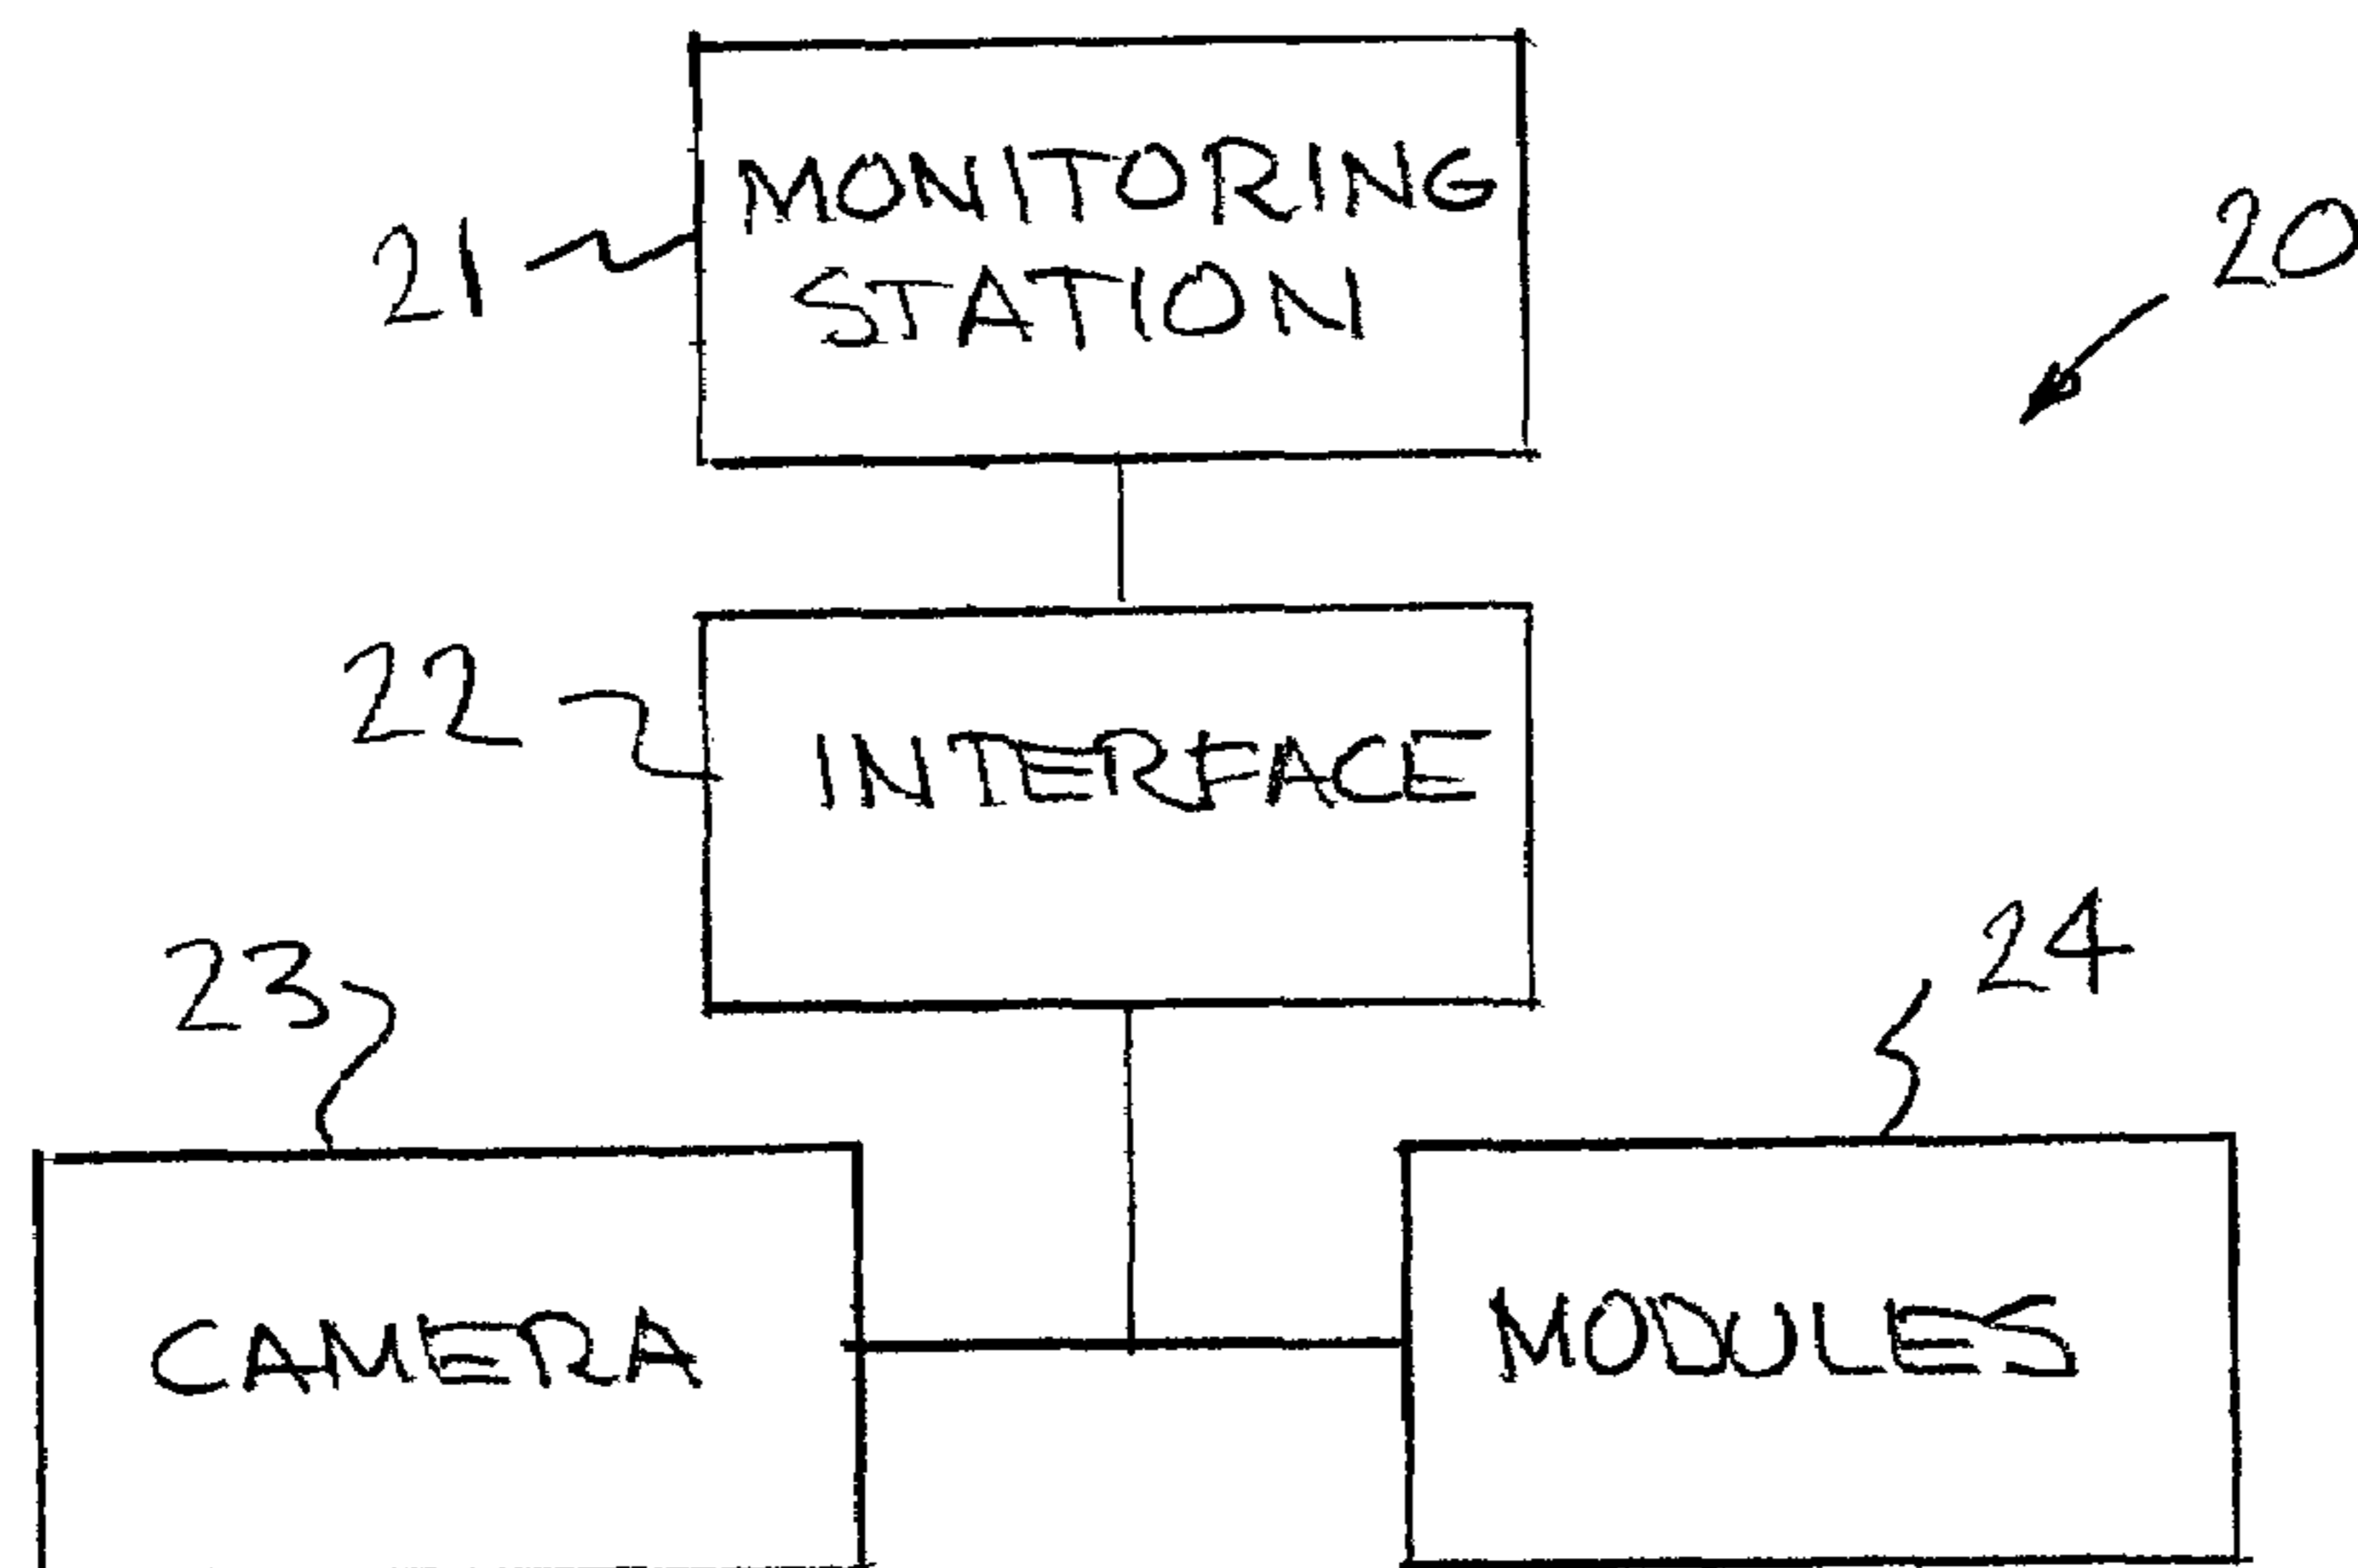 MONITORING
STATION
21
20
22
INTERFACE
23
24
CAMERA
MODULES